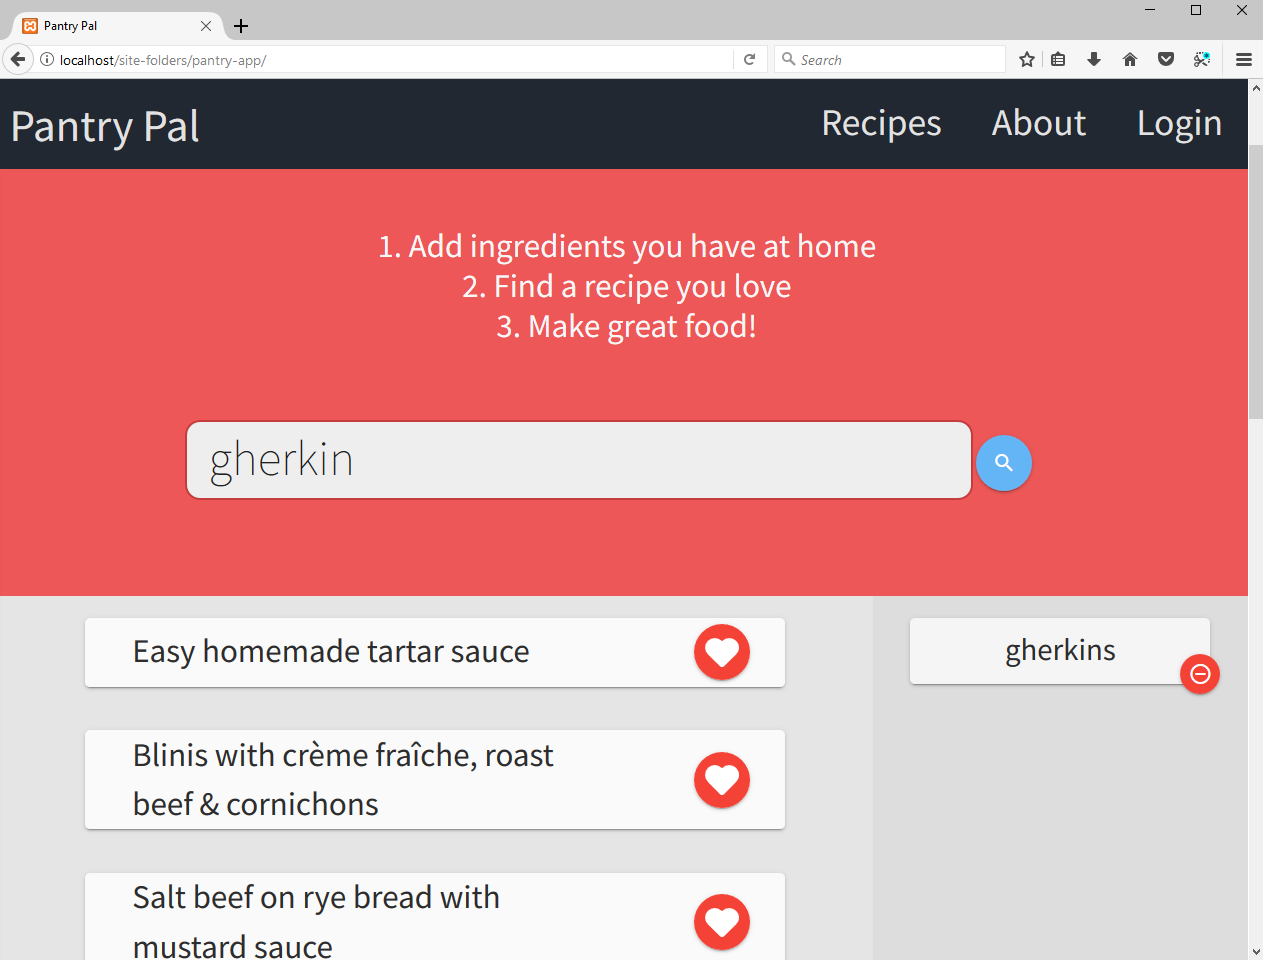 Pantry Pal
localhost/site-folders/pantry-app/
Search
Pantry Pal
Recipes
About
Login
1. Add ingredients you have at home
2. Find a recipe you love
3. Make great food!
gherkin
Easy homemade tartar sauce
gherkins
Blinis with crème fraîche, roast
beef & cornichons
Salt beef on rye bread with
mustard sauce